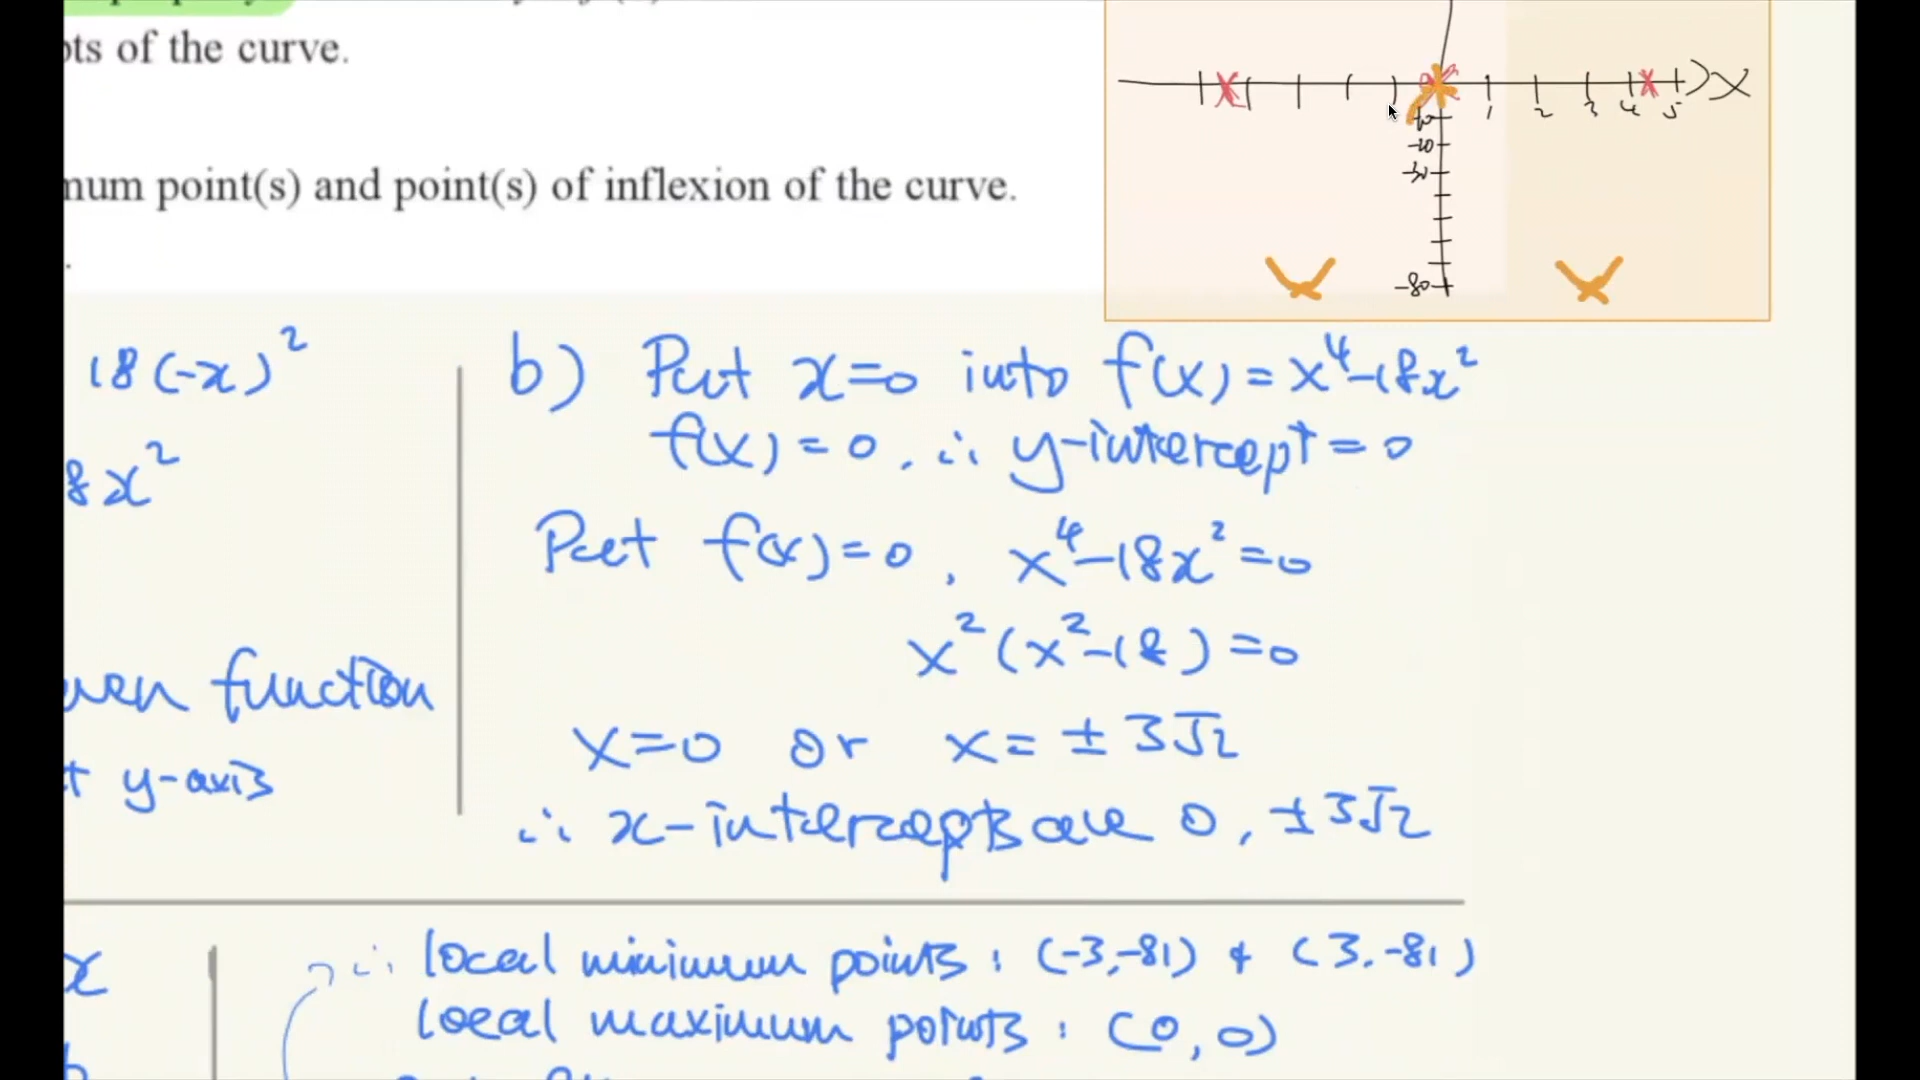 pts of the curve.
mum point(s) and point(s) of inflexion of the curve.
.
X
1 2 3 4 5
-20
-80
18(-x)²
8x²
ven function
t y-axis
b) Put x=0 into f(x)=x⁴-18x²
f(x)=0, ∴ y-intercept=0
Put f(x)=0, x⁴-18x²=0
x²(x²-18)=0
x=0 or x=±3√2
∴ x-intercepts are 0, ±3√2
x
∴ local minimum points: (-3,-81) & (3,-81)
local maximum points: (0,0)